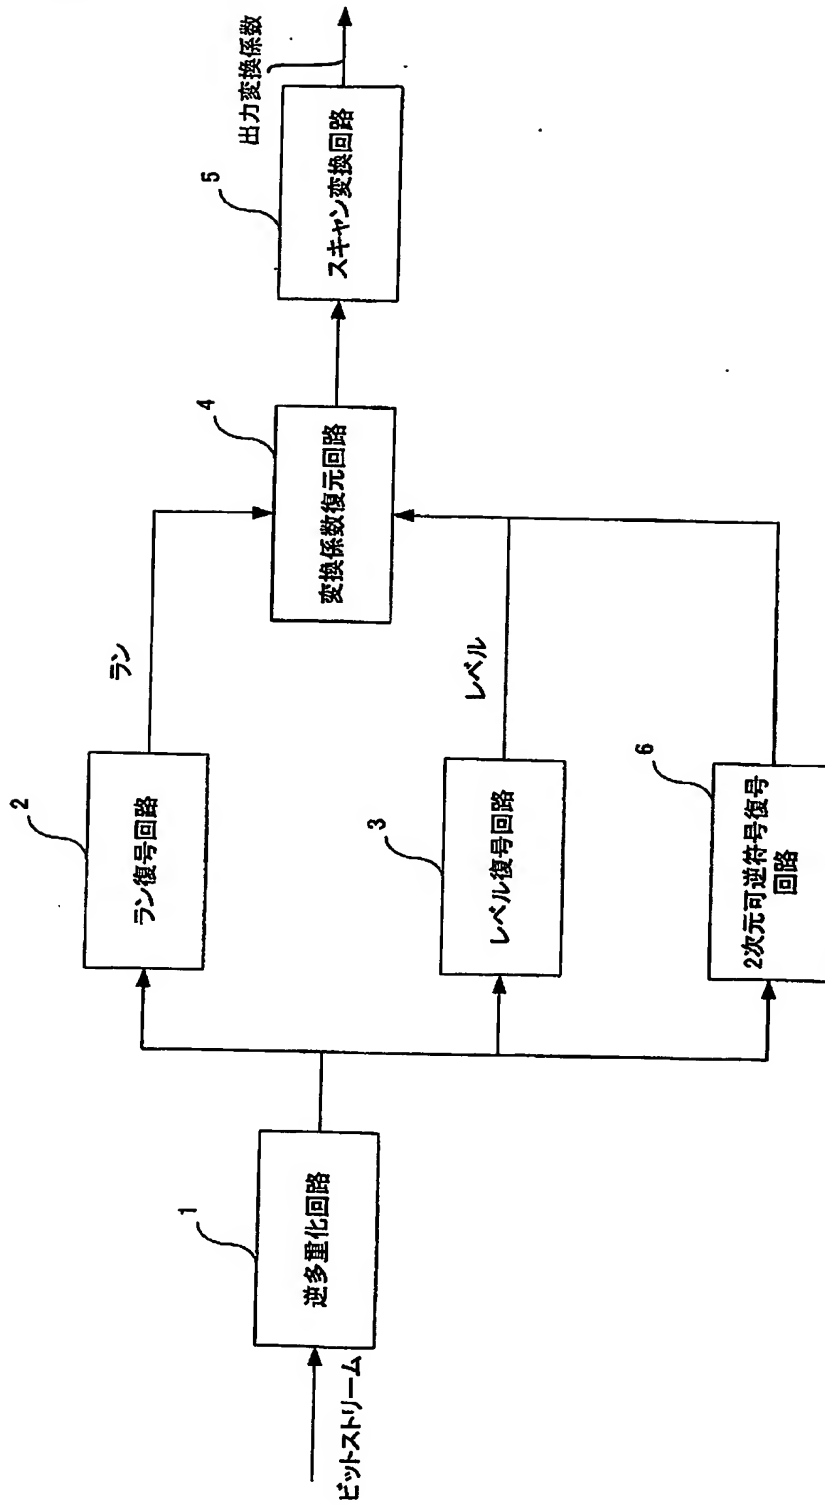 ビットストリーム
1
逆多重化回路
2
ラン復号回路
ラン
3
レベル復号回路
レベル
6
2次元可逆符号復号
回路
4
変換係数復元回路
5
スキャン変換回路
出力変換係数